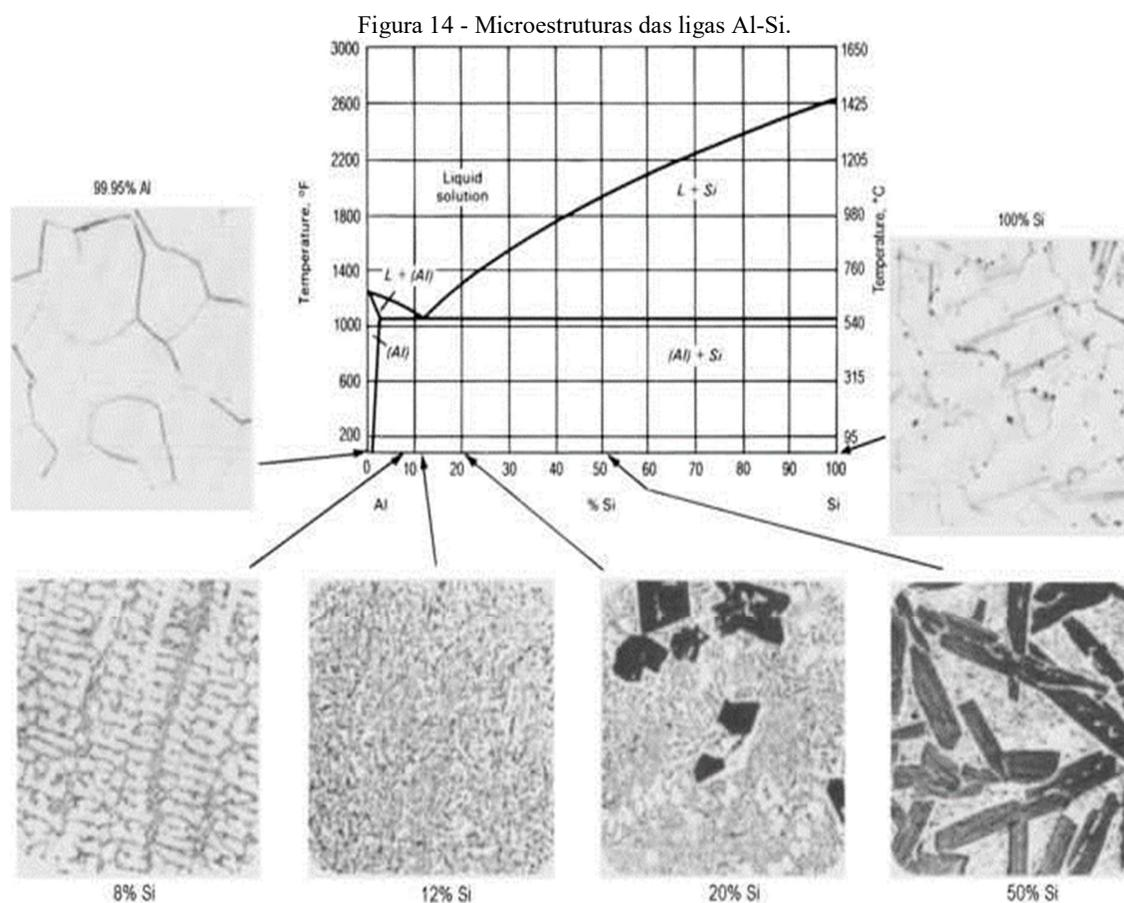 Figura 14 - Microestruturas das ligas Al-Si.
3000
2600
2200
1800
1400
1000
600
200
Temperature, °F
1650
1425
1205
980
760
540
315
95
Temperature, °C
Liquid
solution
L + Si
L + (Al)
(Al)
(Al) + Si
0 10 20 30 40 50 60 70 80 90 100
Al % Si Si
99.95% Al
100% Si
8% Si
12% Si
20% Si
50% Si